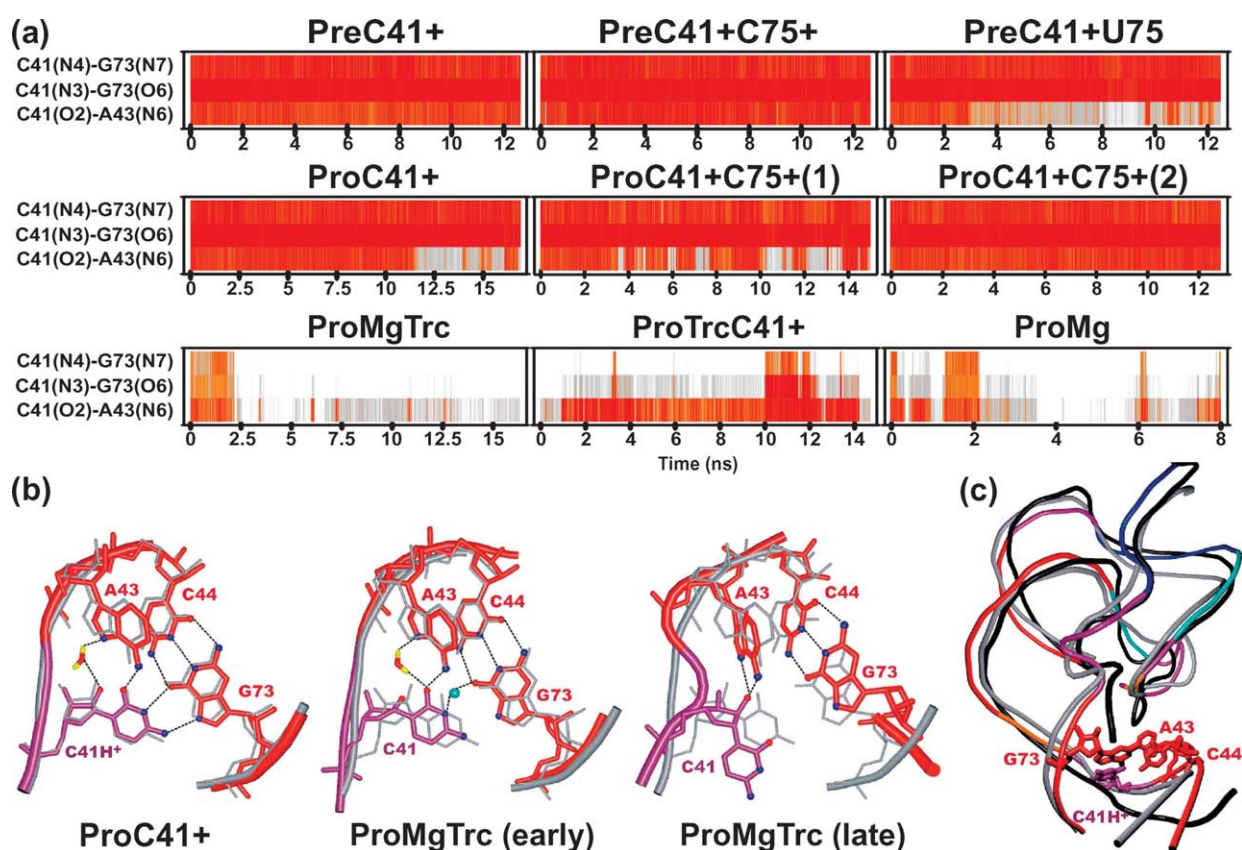 (a)
PreC41+ PreC41+C75+ PreC41+U75
C41(N4)-G73(N7)
C41(N3)-G73(O6)
C41(O2)-A43(N6)
0 2 4 6 8 10 12 0 2 4 6 8 10 12 0 2 4 6 8 10 12
ProC41+ ProC41+C75+(1) ProC41+C75+(2)
C41(N4)-G73(N7)
C41(N3)-G73(O6)
C41(O2)-A43(N6)
0 2.5 5 7.5 10 12.5 15 0 2 4 6 8 10 12 14 0 2 4 6 8 10 12
ProMgTrc ProTrcC41+ ProMg
C41(N4)-G73(N7)
C41(N3)-G73(O6)
C41(O2)-A43(N6)
0 2.5 5 7.5 10 12.5 15 0 2 4 6 8 10 12 14 0 2 4 6 8
Time (ns)
(b)
A43 C44 G73 C41H+
ProC41+
A43 C44 G73 C41
ProMgTrc (early)
A43 C44 G73 C41
ProMgTrc (late)
(c)
G73 A43 C44 C41H+